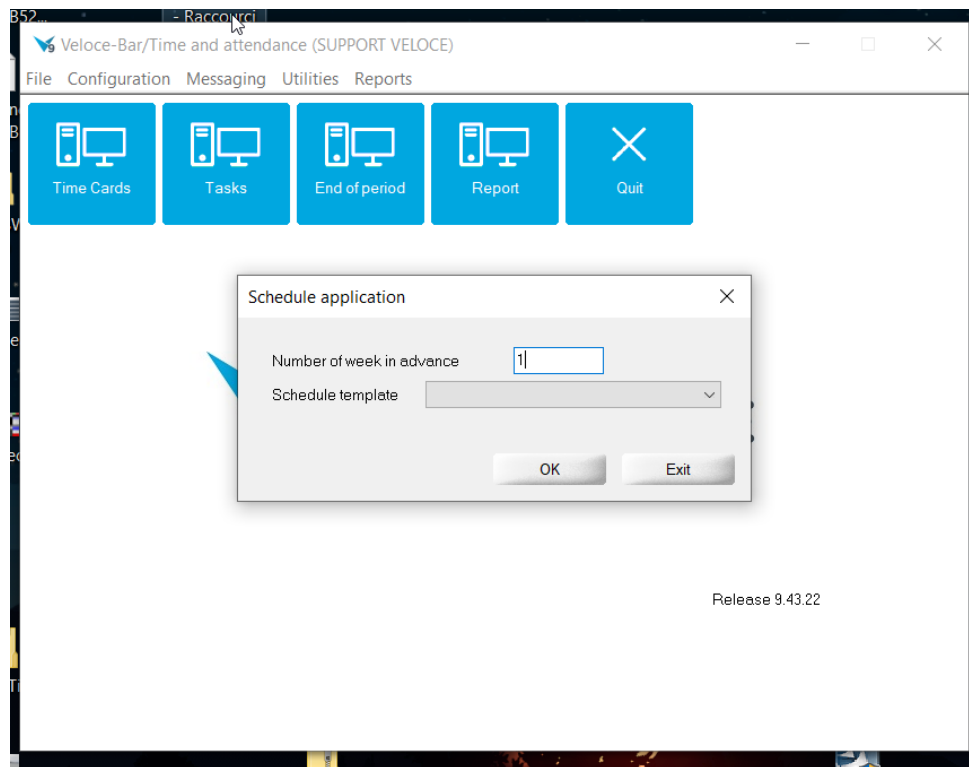 B52...
- Raccourci
Veloce-Bar/Time and attendance (SUPPORT VELOCE)
File Configuration Messaging Utilities Reports
Time Cards Tasks End of period Report Quit
Schedule application
Number of week in advance 1
Schedule template
OK Exit
Release 9.43.22